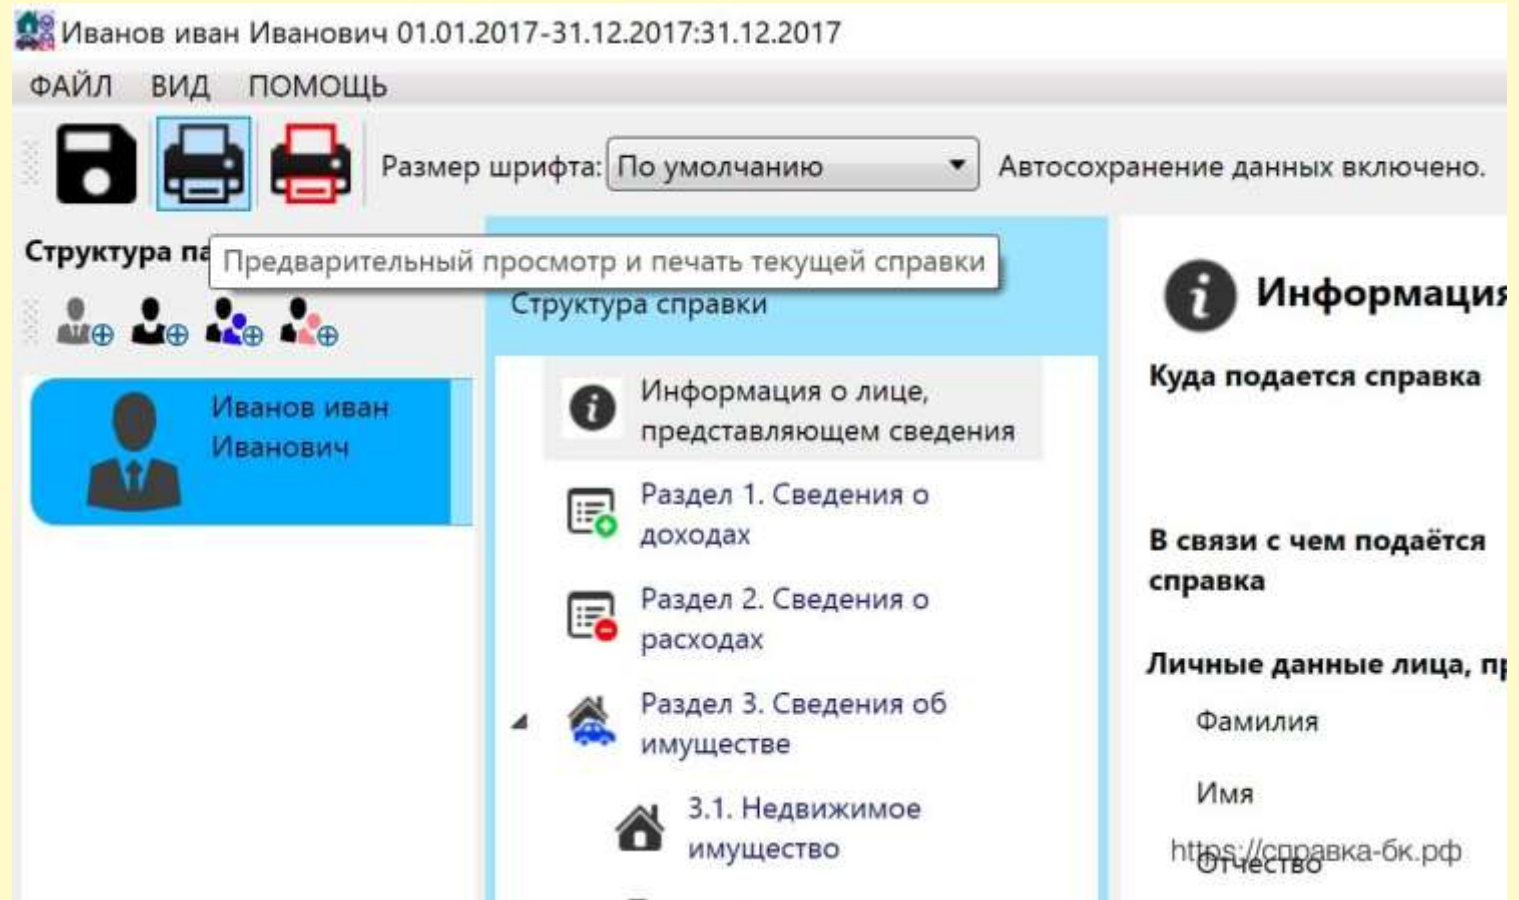 Иванов иван Иванович 01.01.2017-31.12.2017:31.12.2017
ФАЙЛ ВИД ПОМОЩЬ
Размер шрифта: По умолчанию Автосохранение данных включено.
Структура
Предварительный просмотр и печать текущей справки
Иванов иван
Иванович
Структура справки
Информация о лице,
представляющем сведения
Раздел 1. Сведения о
доходах
Раздел 2. Сведения о
расходах
Раздел 3. Сведения об
имуществе
3.1. Недвижимое
имущество
Информация
Куда подается справка
В связи с чем подаётся
справка
Личные данные лица,
Фамилия
Имя
Отчество
https://справка-бк.рф